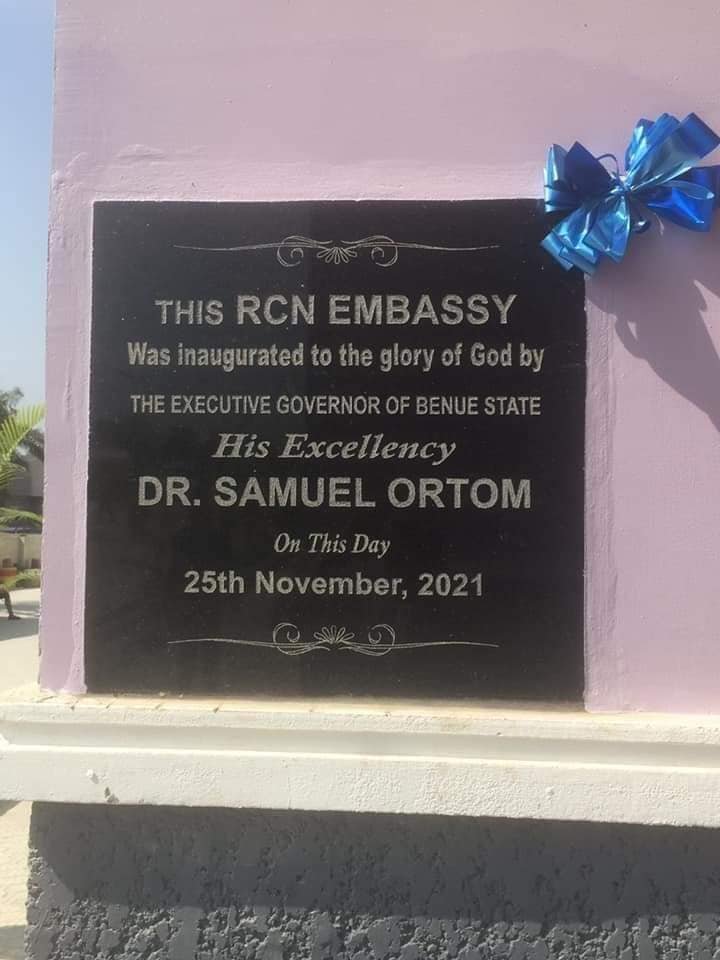 THIS RCN EMBASSY
Was inaugurated to the glory of God by
THE EXECUTIVE GOVERNOR OF BENUE STATE
His Excellency
DR. SAMUEL ORTOM
On This Day
25th November, 2021